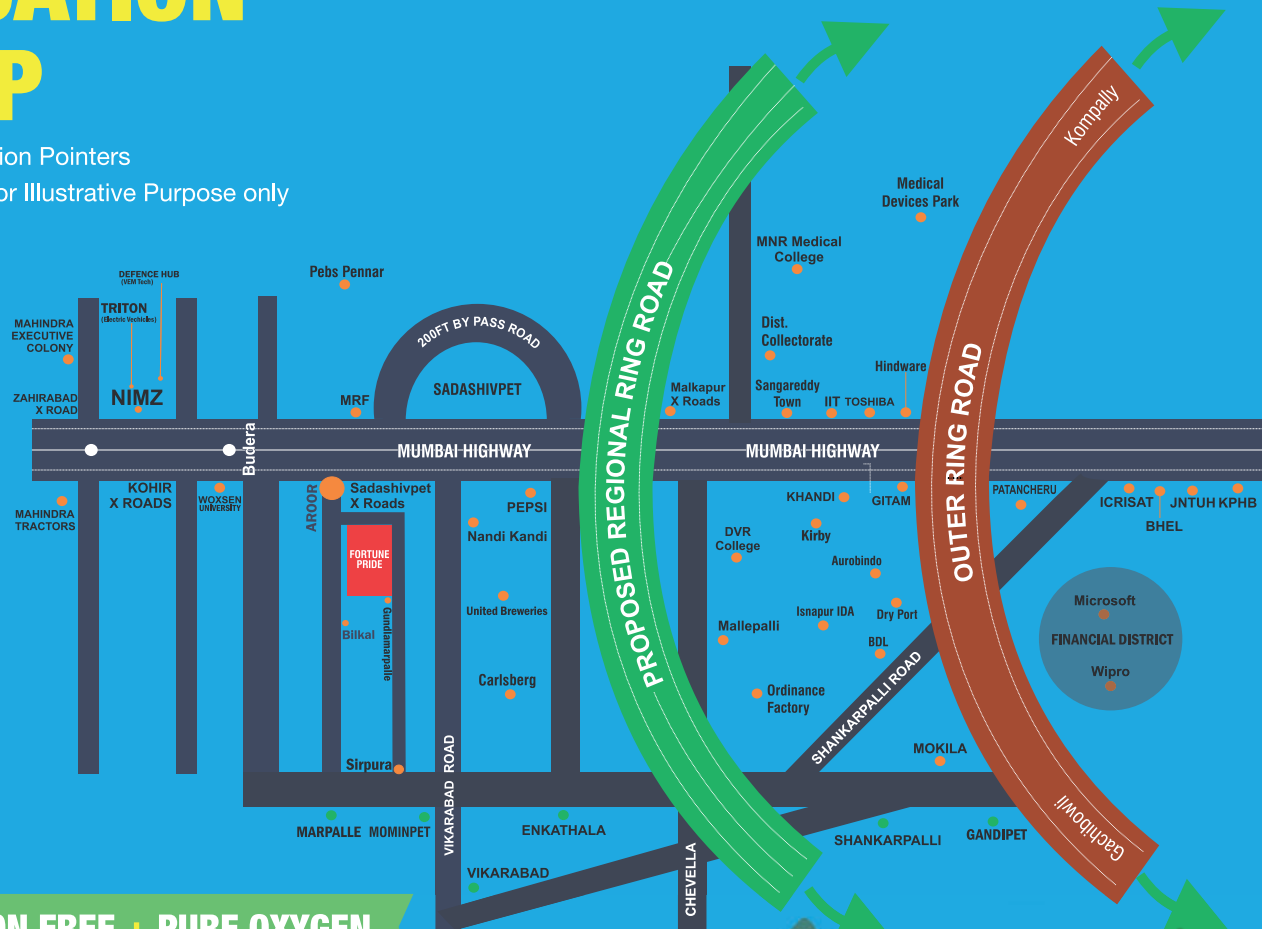 CATION
P
ion Pointers
or Illustrative Purpose only
DEFENCE HUB
(VEM Tech)
TRITON
(Electric Vechicles)
MAHINDRA
EXECUTIVE
COLONY
ZAHIRABAD
X ROAD
NIMZ
Pebs Pennar
MRF
200FT BY PASS ROAD
SADASHIVPET
Kompally
Medical
Devices Park
MNR Medical
College
Dist.
Collectorate
Hindware
Malkapur
X Roads
Sangareddy
Town
IIT
TOSHIBA
Budera
MUMBAI HIGHWAY
MUMBAI HIGHWAY
PROPOSED REGIONAL RING ROAD
OUTER RING ROAD
MAHINDRA
TRACTORS
KOHIR
X ROADS
WOXSEN
UNIVERSITY
AROOR
Sadashivpet
X Roads
FORTUNE
PRIDE
Bilkal
Gundlamarpalle
Sirpura
PEPSI
Nandi Kandi
United Breweries
Carlsberg
KHANDI
GITAM
DVR
College
Kirby
Aurobindo
Isnapur IDA
Dry Port
Mallepalli
BDL
Ordinance
Factory
PATANCHERU
ICRISAT
BHEL
JNTUH
KPHB
Microsoft
FINANCIAL DISTRICT
Wipro
SHANKARPALLI ROAD
MOKILA
Gachibowli
VIKARABAD ROAD
MARPALLE
MOMINPET
ENKATHALA
SHANKARPALLI
GANDIPET
VIKARABAD
CHEVELLA
ON FREE + PURE OXYGEN